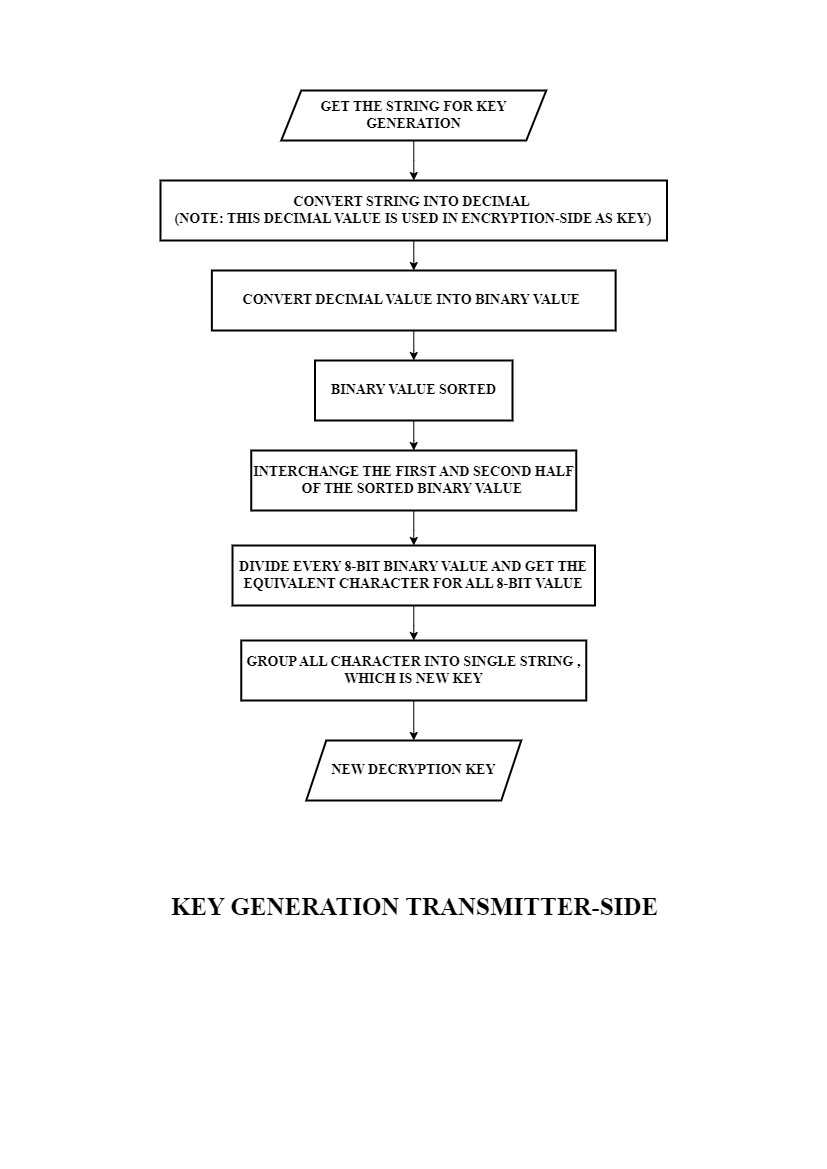 GET THE STRING FOR KEY
GENERATION
CONVERT STRING INTO DECIMAL
(NOTE: THIS DECIMAL VALUE IS USED IN ENCRYPTION-SIDE AS KEY)
CONVERT DECIMAL VALUE INTO BINARY VALUE
BINARY VALUE SORTED
INTERCHANGE THE FIRST AND SECOND HALF
OF THE SORTED BINARY VALUE
DIVIDE EVERY 8-BIT BINARY VALUE AND GET THE
EQUIVALENT CHARACTER FOR ALL 8-BIT VALUE
GROUP ALL CHARACTER INTO SINGLE STRING ,
WHICH IS NEW KEY
NEW DECRYPTION KEY
KEY GENERATION TRANSMITTER-SIDE